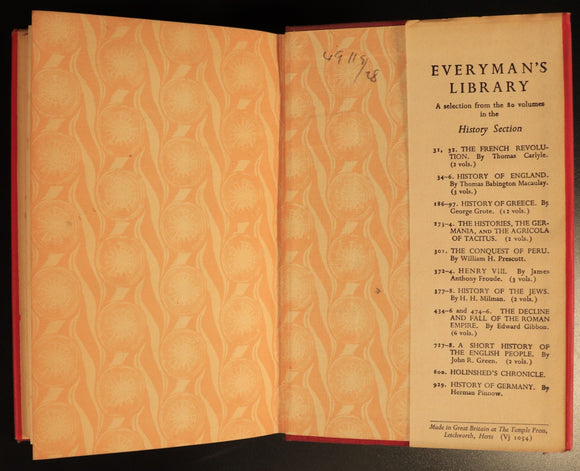 49 119
/28
EVERYMAN'S
LIBRARY
A selection from the 80 volumes
in the
History Section
31, 32. THE FRENCH REVOLU-
TION. By Thomas Carlyle.
(2 vols.)
34-6. HISTORY OF ENGLAND.
By Thomas Babington Macaulay.
(3 vols.)
186-97. HISTORY OF GREECE. By
George Grote. (12 vols.)
273-4. THE HISTORIES, THE GER-
MANIA, AND THE AGRICOLA
OF TACITUS. (2 vols.)
301. THE CONQUEST OF PERU.
By William H. Prescott.
372-4. HENRY VIII. By James
Anthony Froude. (3 vols.)
377-8. HISTORY OF THE JEWS.
By H. H. Milman. (2 vols.)
434-6 and 474-6. THE DECLINE
AND FALL OF THE ROMAN
EMPIRE. By Edward Gibbon.
(6 vols.)
727-8. A SHORT HISTORY OF
THE ENGLISH PEOPLE. By
John R. Green. (2 vols.)
800. HOLINSHED'S CHRONICLE.
929. HISTORY OF GERMANY. By
Herman Pinnow.
Made in Great Britain at The Temple Press,
Letchworth, Herts (Vj 1054)